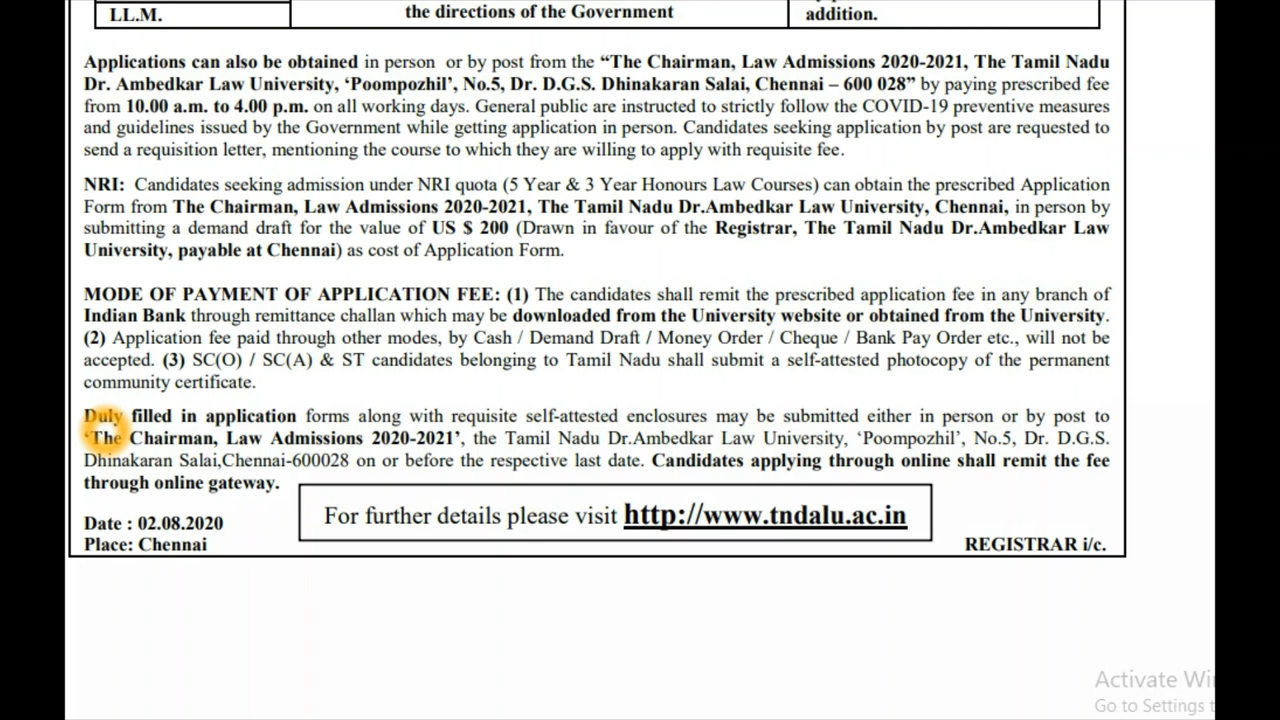 LL.M.
the directions of the Government
addition.
Applications can also be obtained in person or by post from the “The Chairman, Law Admissions 2020-2021, The Tamil Nadu
Dr. Ambedkar Law University, ‘Poompozhil’, No.5, Dr. D.G.S. Dhinakaran Salai, Chennai – 600 028” by paying prescribed fee
from 10.00 a.m. to 4.00 p.m. on all working days. General public are instructed to strictly follow the COVID-19 preventive measures
and guidelines issued by the Government while getting application in person. Candidates seeking application by post are requested to
send a requisition letter, mentioning the course to which they are willing to apply with requisite fee.
NRI: Candidates seeking admission under NRI quota (5 Year & 3 Year Honours Law Courses) can obtain the prescribed Application
Form from The Chairman, Law Admissions 2020-2021, The Tamil Nadu Dr.Ambedkar Law University, Chennai, in person by
submitting a demand draft for the value of US $ 200 (Drawn in favour of the Registrar, The Tamil Nadu Dr.Ambedkar Law
University, payable at Chennai) as cost of Application Form.
MODE OF PAYMENT OF APPLICATION FEE: (1) The candidates shall remit the prescribed application fee in any branch of
Indian Bank through remittance challan which may be downloaded from the University website or obtained from the University.
(2) Application fee paid through other modes, by Cash / Demand Draft / Money Order / Cheque / Bank Pay Order etc., will not be
accepted. (3) SC(O) / SC(A) & ST candidates belonging to Tamil Nadu shall submit a self-attested photocopy of the permanent
community certificate.
Duly filled in application forms along with requisite self-attested enclosures may be submitted either in person or by post to
‘The Chairman, Law Admissions 2020-2021’, the Tamil Nadu Dr.Ambedkar Law University, ‘Poompozhil’, No.5, Dr. D.G.S.
Dhinakaran Salai,Chennai-600028 on or before the respective last date. Candidates applying through online shall remit the fee
through online gateway.
For further details please visit http://www.tndalu.ac.in
Date : 02.08.2020
Place: Chennai
REGISTRAR i/c.
Activate Wi
Go to Settings t